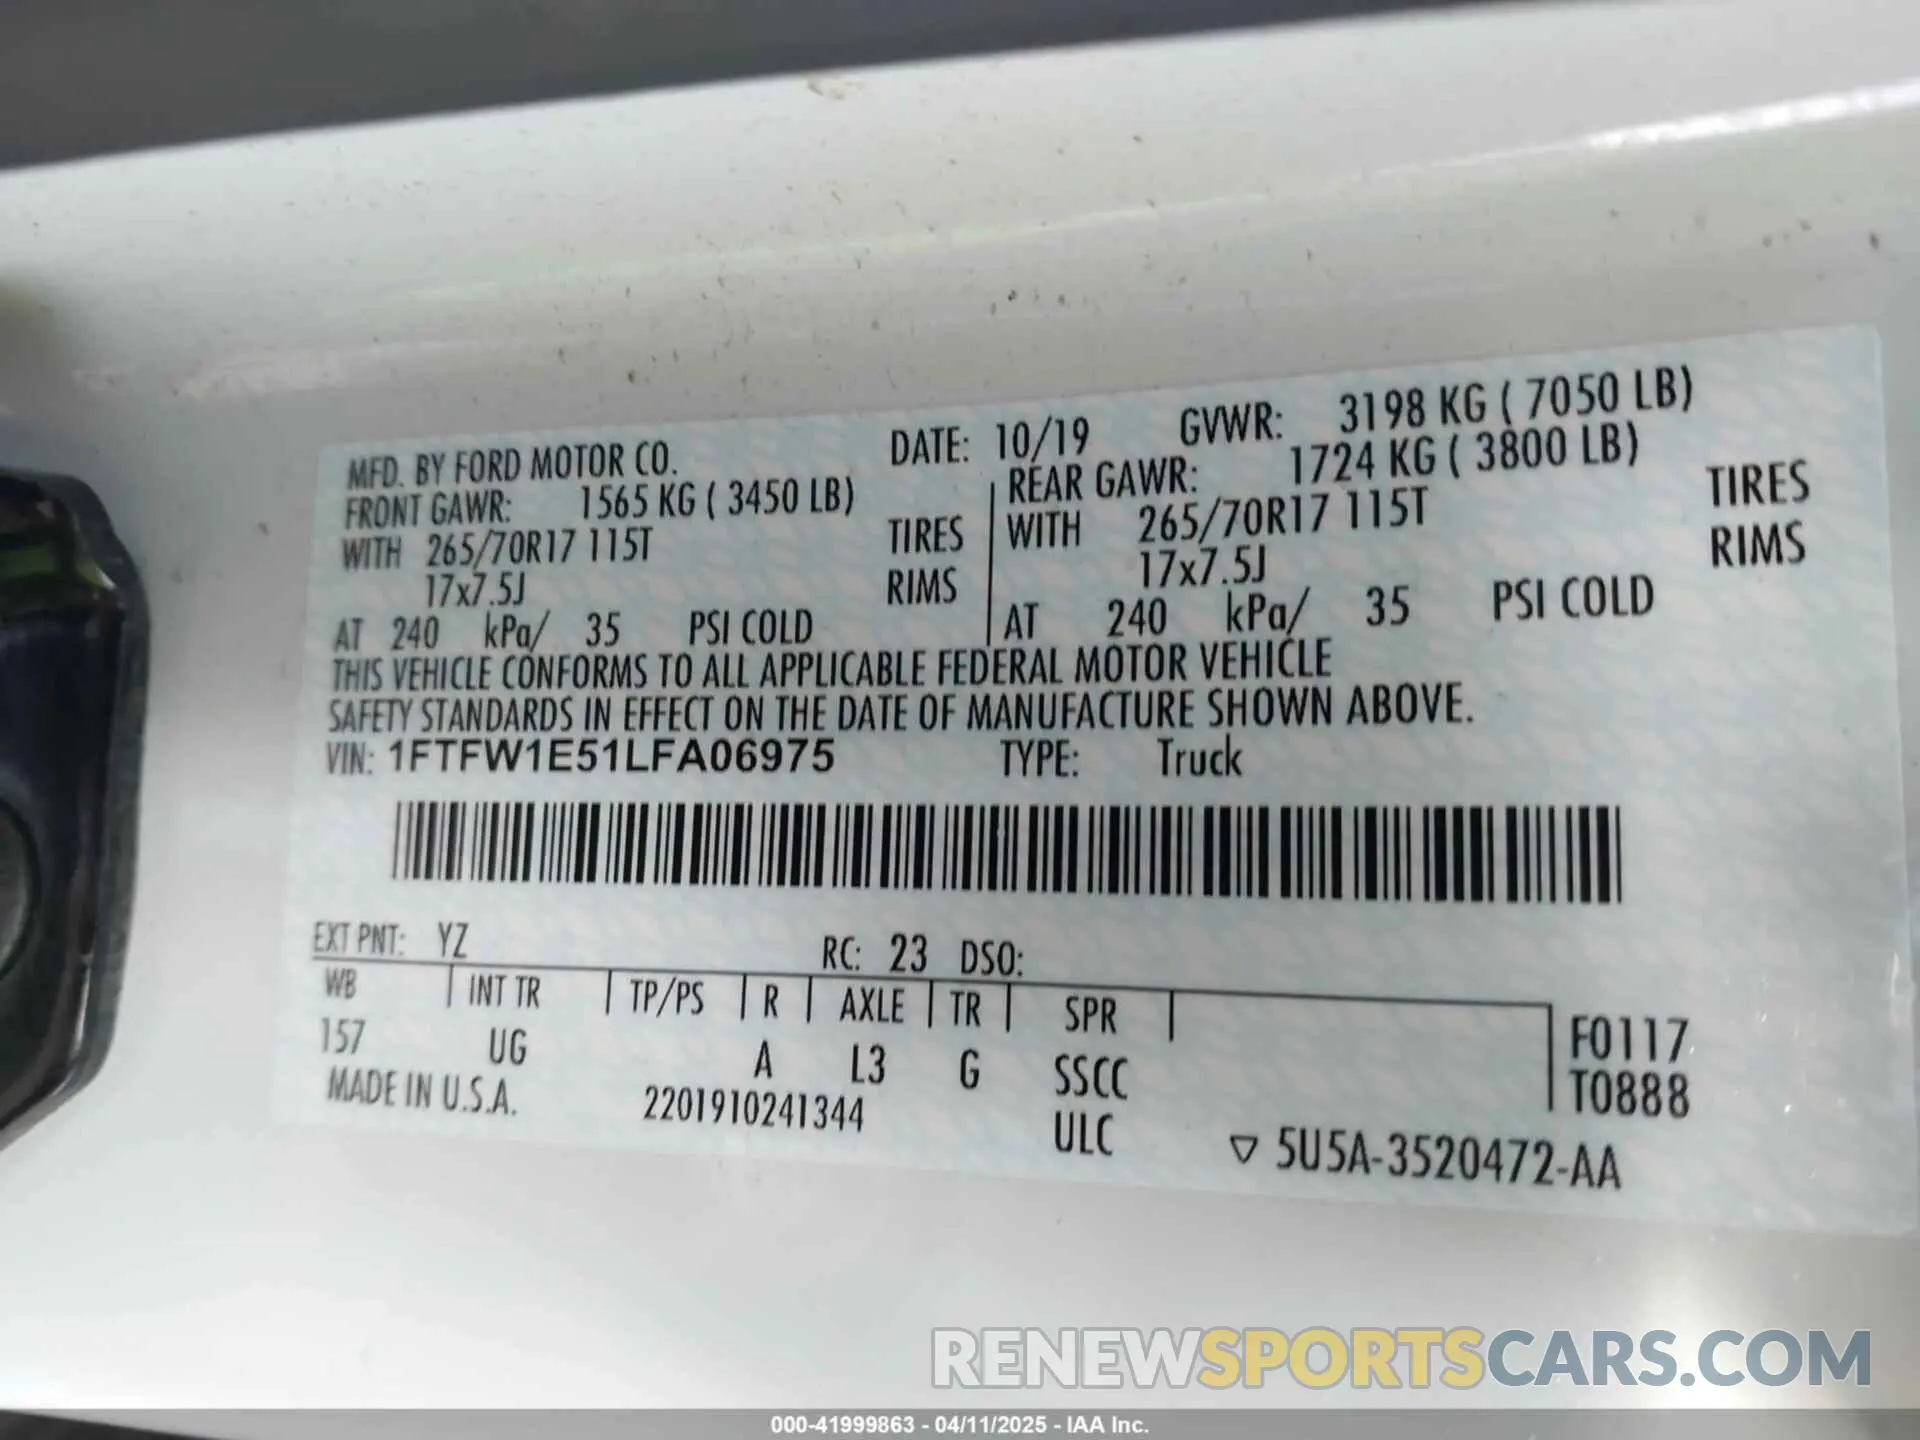 MFD. BY FORD MOTOR CO. DATE: 10/19 GVWR: 3198 KG ( 7050 LB)
FRONT GAWR: 1565 KG ( 3450 LB) REAR GAWR: 1724 KG ( 3800 LB)
WITH 265/70R17 115T TIRES WITH 265/70R17 115T TIRES
17x7.5J RIMS 17x7.5J RIMS
AT 240 kPa/ 35 PSI COLD AT 240 kPa/ 35 PSI COLD
THIS VEHICLE CONFORMS TO ALL APPLICABLE FEDERAL MOTOR VEHICLE
SAFETY STANDARDS IN EFFECT ON THE DATE OF MANUFACTURE SHOWN ABOVE.
VIN: 1FTFW1E51LFA06975 TYPE: Truck
EXT PNT: YZ RC: 23 DSO:
WB INT TR TP/PS R AXLE TR SPR F0117
157 UG A L3 G SSCC T0888
MADE IN U.S.A. 2201910241344 ULC ▽ 5U5A-3520472-AA
RENEWSPORTSCARS.COM
000-41999863 - 04/11/2025 - IAA Inc.